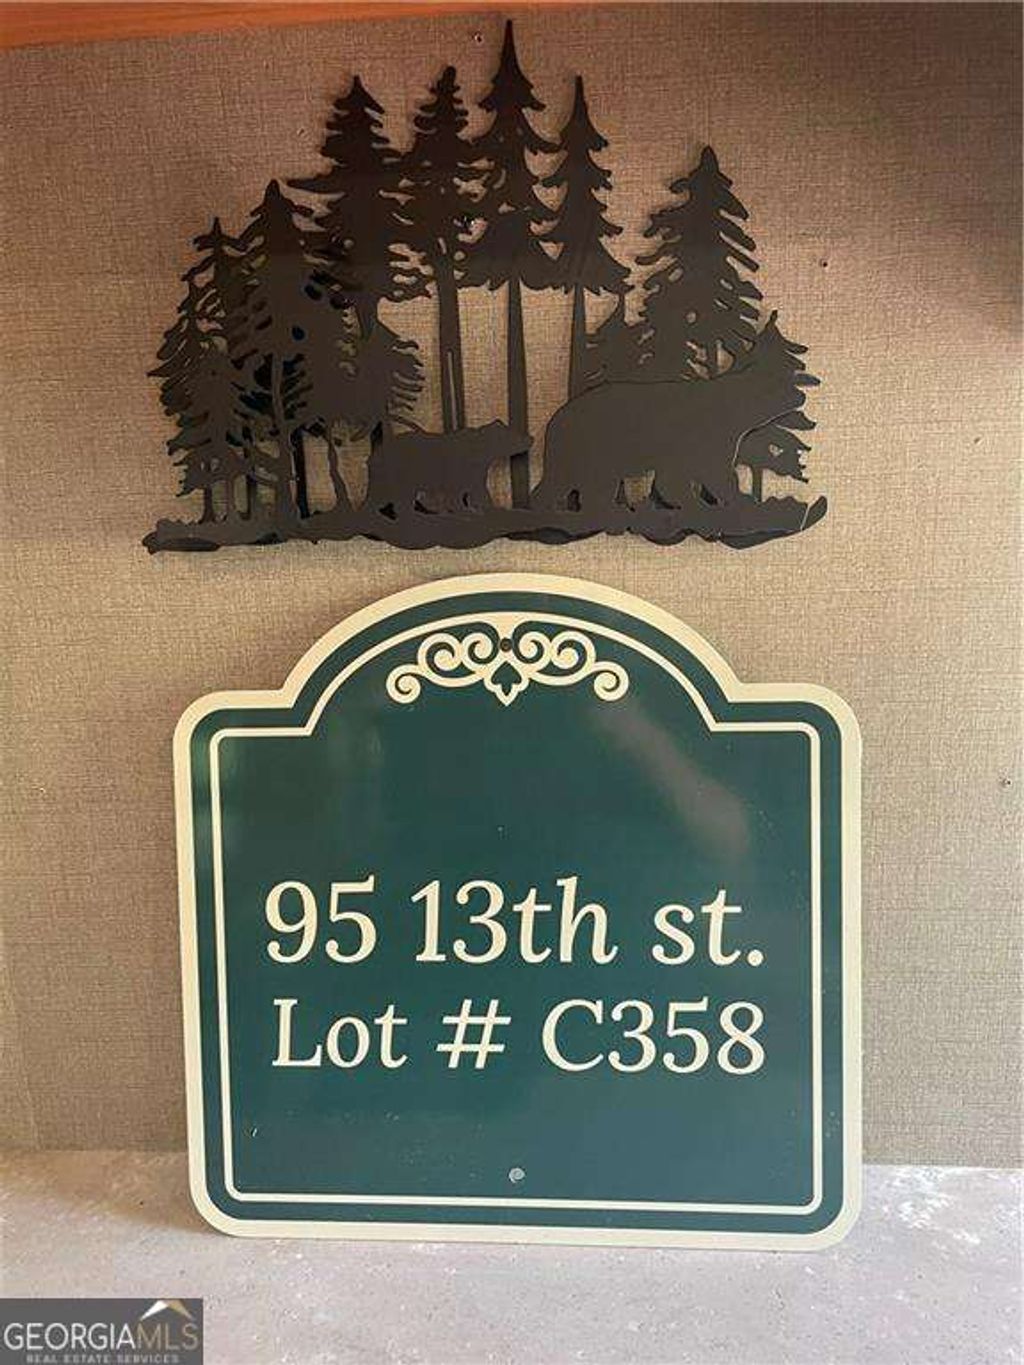 95 13th st.
Lot # C358
GEORGIAMLS
REAL ESTATE SERVICES